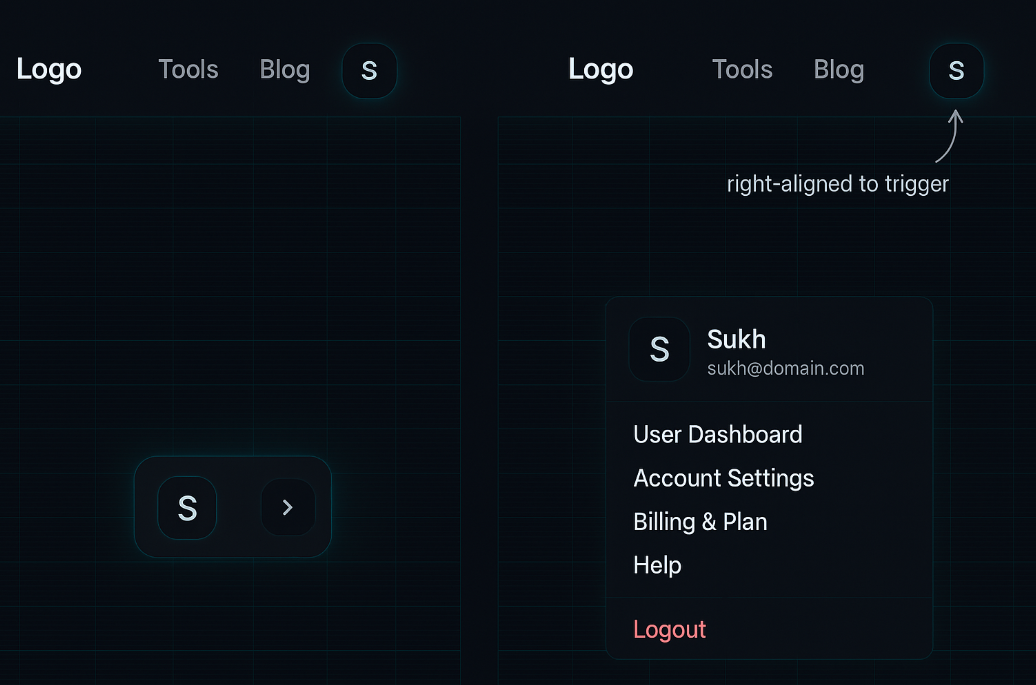 Logo Tools Blog S
S
Logo Tools Blog S
right-aligned to trigger
S Sukh
sukh@domain.com
User Dashboard
Account Settings
Billing & Plan
Help
Logout